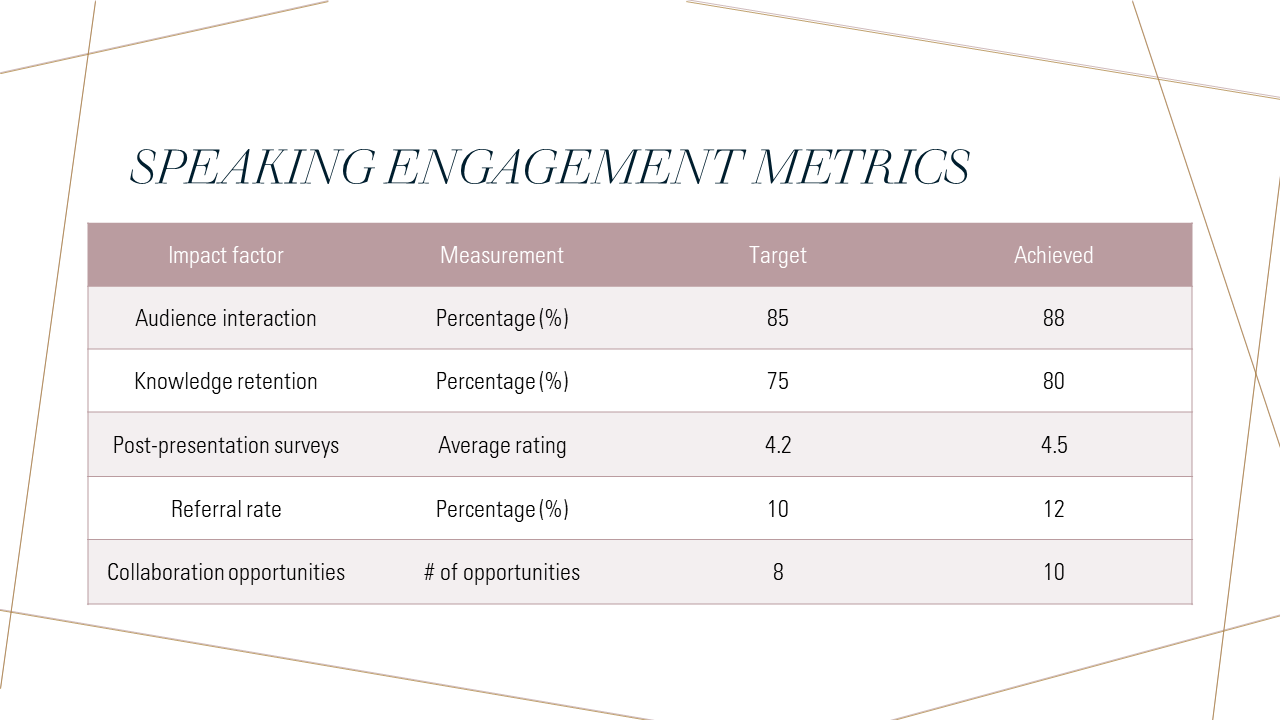 SPEAKING ENGAGEMENT METRICS
Impact factor Measurement Target Achieved
Audience interaction Percentage (%) 85 88
Knowledge retention Percentage (%) 75 80
Post-presentation surveys Average rating 4.2 4.5
Referral rate Percentage (%) 10 12
Collaboration opportunities # of opportunities 8 10